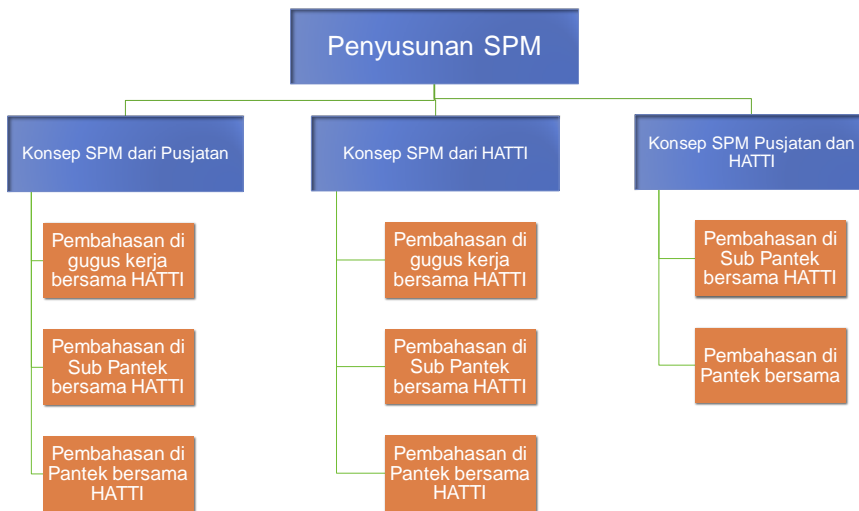 Penyusunan SPM
Konsep SPM dari Pusjatan
Konsep SPM dari HATTI
Konsep SPM Pusjatan dan
HATTI
Pembahasan di
gugus kerja
bersama HATTI
Pembahasan di
Sub Pantek
bersama HATTI
Pembahasan di
Pantek bersama
HATTI
Pembahasan di
gugus kerja
bersama HATTI
Pembahasan di
Sub Pantek
bersama HATTI
Pembahasan di
Pantek bersama
HATTI
Pembahasan di
Sub Pantek
bersama HATTI
Pembahasan di
Pantek bersama